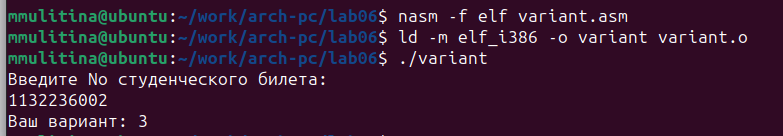 mmulitina@ubuntu:~/work/arch-pc/lab06$ nasm -f elf variant.asm
mmulitina@ubuntu:~/work/arch-pc/lab06$ ld -m elf_i386 -o variant variant.o
mmulitina@ubuntu:~/work/arch-pc/lab06$ ./variant
Введите No студенческого билета:
1132236002
Ваш вариант: 3